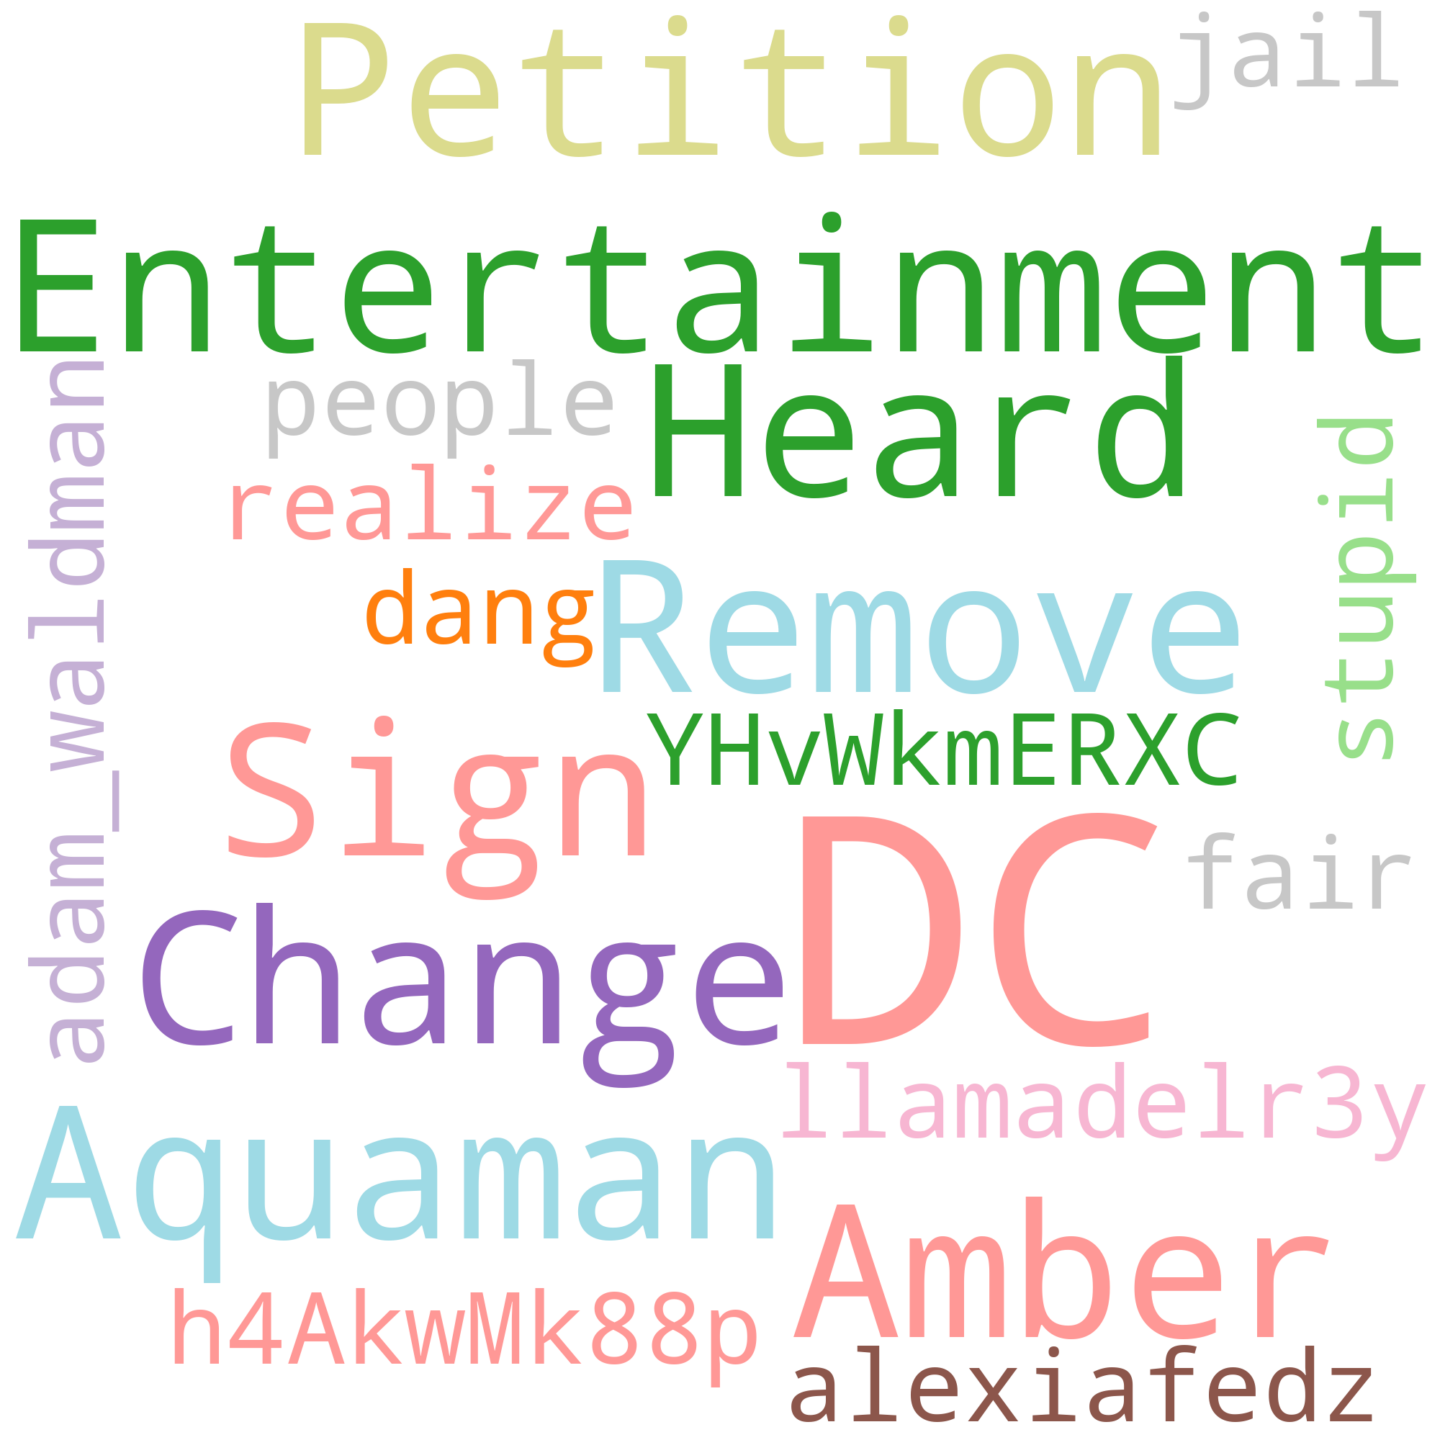 Petition
jail
Entertainment
people
Heard
adam_waldman
stupid
realize
dang
Remove
Sign
YHvWkmERXC
DC
fair
Change
llamadelr3y
Aquaman
Amber
h4AkwMk88p
alexiafedz